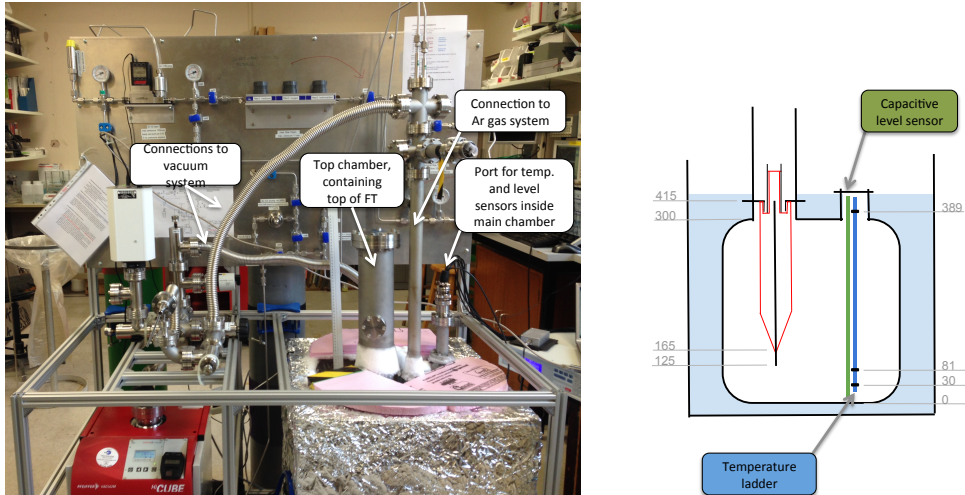 Connection to
Ar gas system
Connections to
vacuum
system
Top chamber,
containing
top of FT
Port for temp.
and level
sensors inside
main chamber
CUBE
Capacitive
level sensor
415
300
389
165
125
81
30
0
Temperature
ladder